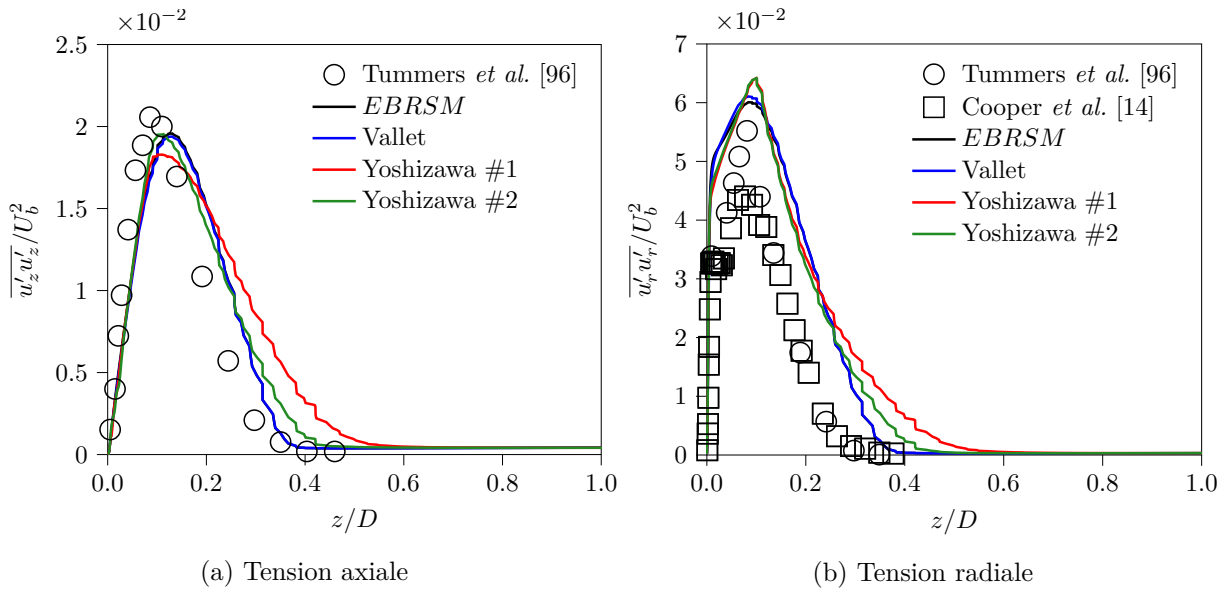 ×10−2
2.5
2
1.5
1
0.5
0
0.0 0.2 0.4 0.6 0.8 1.0
z/D
u′zu′z/U2b
Tummers et al. [96]
EBRSM
Vallet
Yoshizawa #1
Yoshizawa #2
(a) Tension axiale
×10−2
7
6
5
4
3
2
1
0
0.0 0.2 0.4 0.6 0.8 1.0
z/D
u′ru′r/U2b
Tummers et al. [96]
Cooper et al. [14]
EBRSM
Vallet
Yoshizawa #1
Yoshizawa #2
(b) Tension radiale